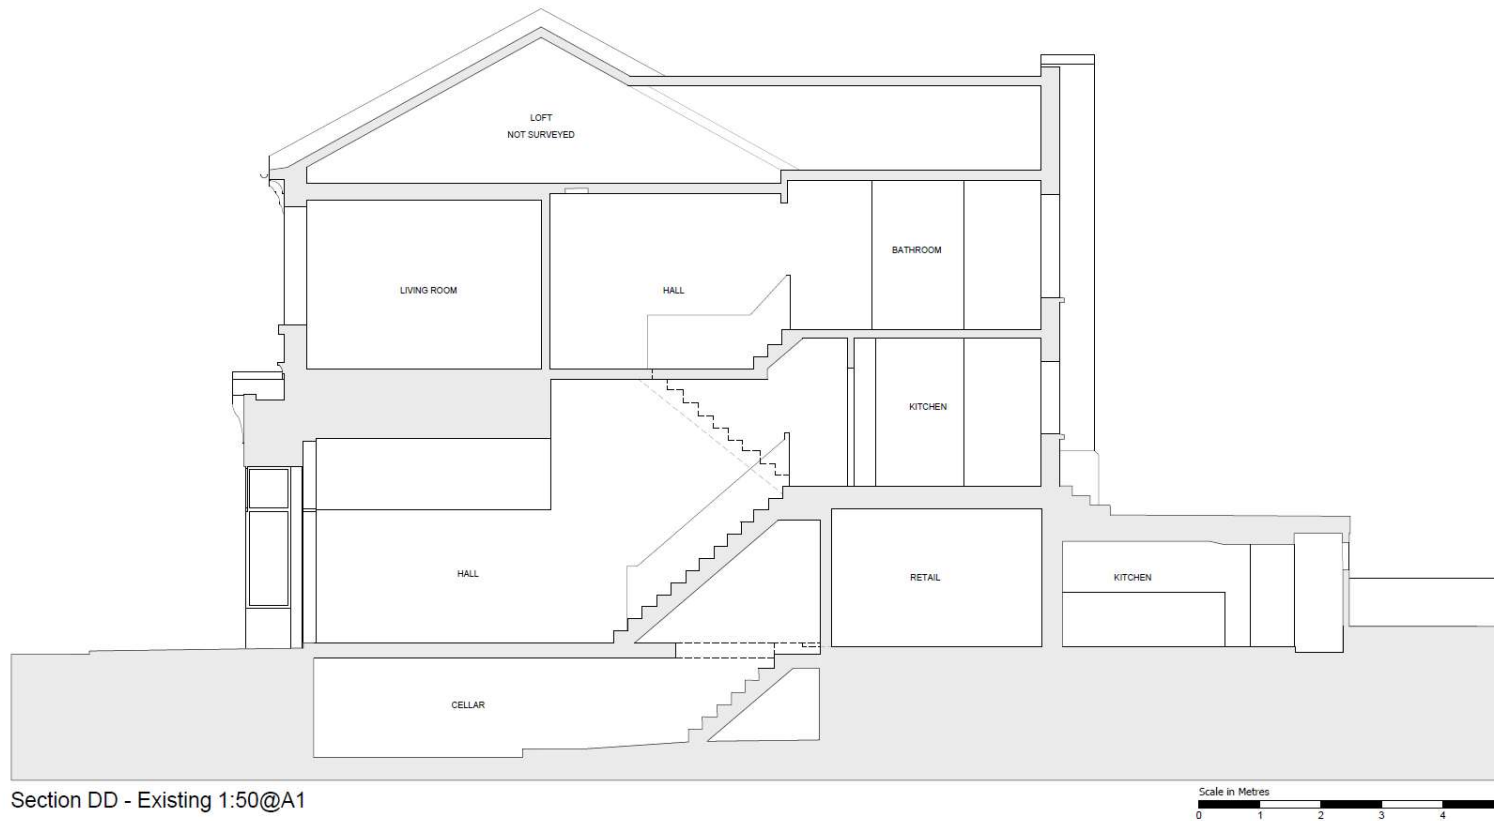 LOFT
NOT SURVEYED
BATHROOM
LIVING ROOM
HALL
KITCHEN
HALL
RETAIL
KITCHEN
CELLAR
Section DD - Existing 1:50@A1
Scale in Metres
0 1 2 3 4